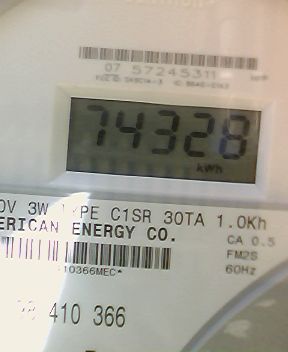 07 57245311
74328
kWh
0V 3W TYPE C1SR 30TA 1.0Kh
ERICAN ENERGY CO.
CA 0.5
FM2S
60Hz
10366MEC*
410 366